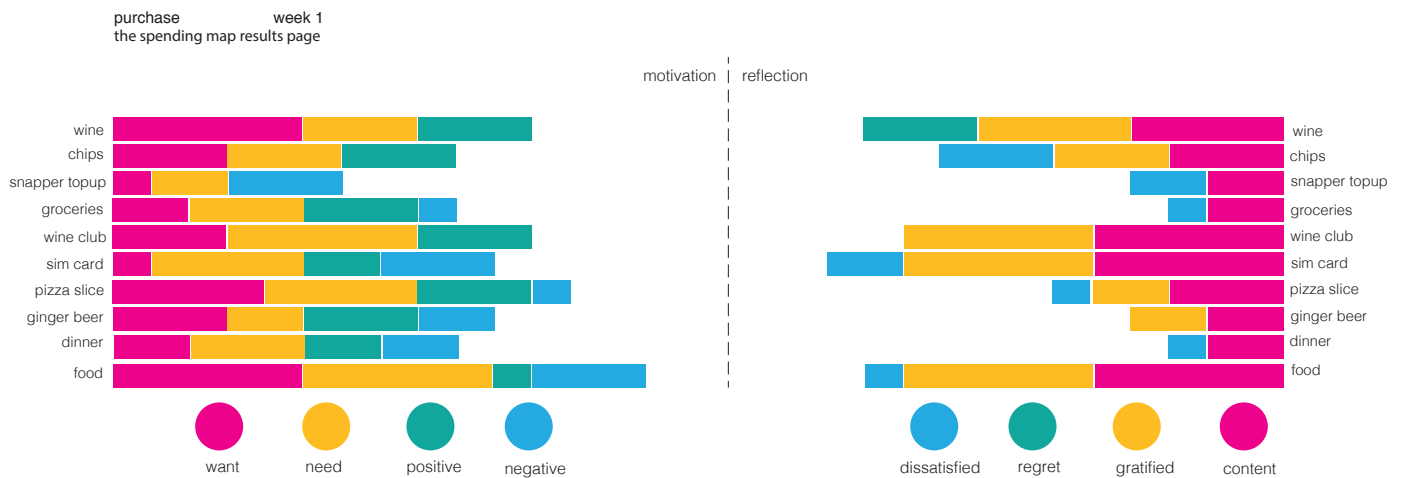 purchase week 1
the spending map results page
motivation reflection
wine wine
chips chips
snapper topup snapper topup
groceries groceries
wine club wine club
sim card sim card
pizza slice pizza slice
ginger beer ginger beer
dinner dinner
food food
want need positive negative dissatisfied regret gratified content